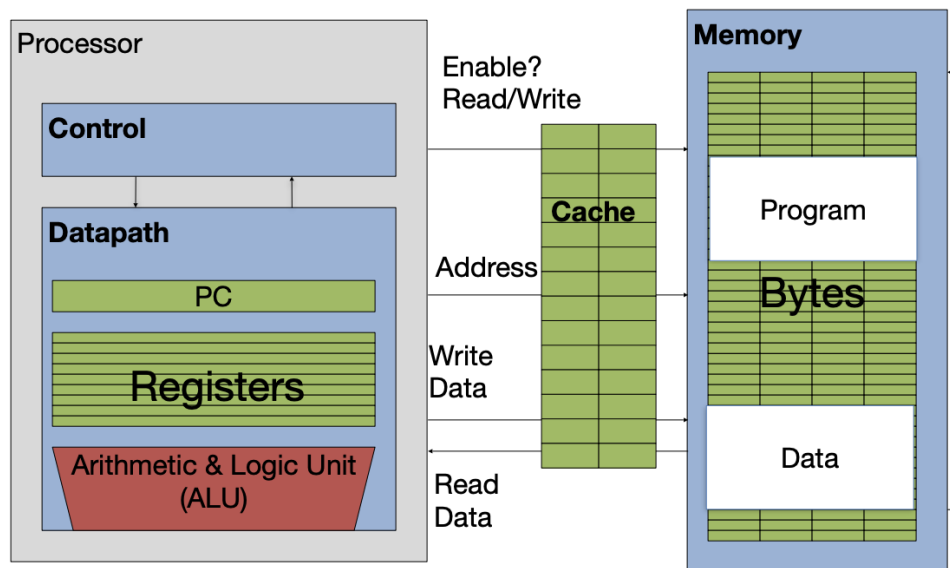 Processor
Control
Datapath
PC
Registers
Arithmetic & Logic Unit
(ALU)
Enable?
Read/Write
Cache
Address
Write
Data
Read
Data
Memory
Program
Bytes
Data